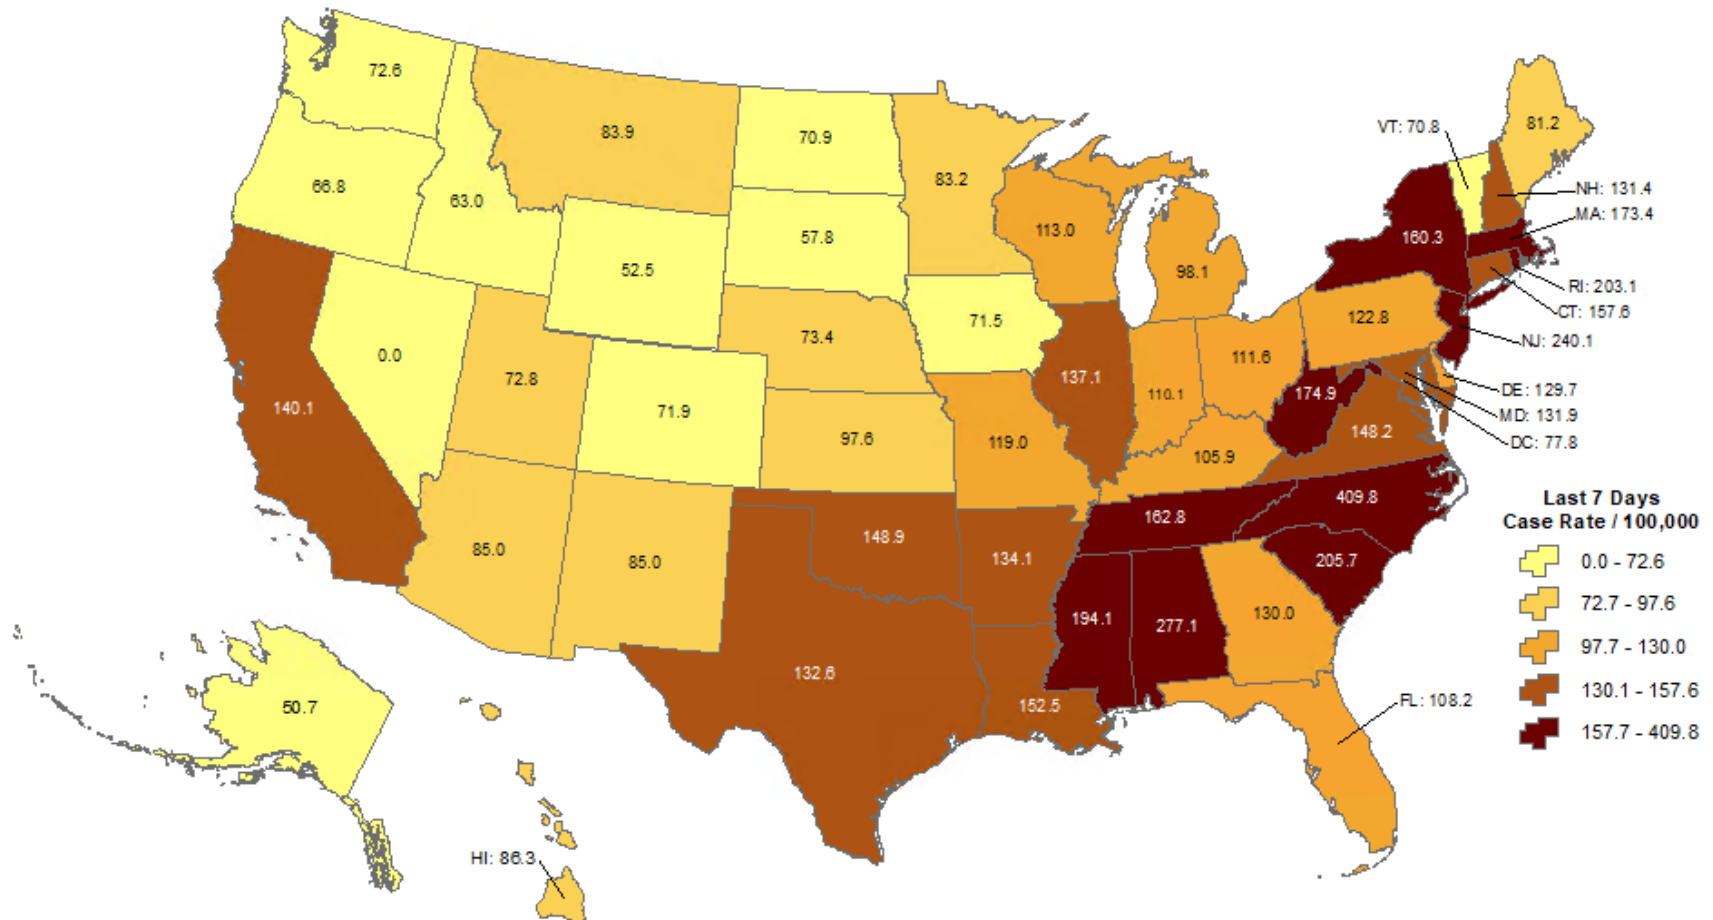 72.6
83.9
70.9
83.2
81.2
VT: 70.8
66.8
63.0
57.8
113.0
98.1
160.3
NH: 131.4
MA: 173.4
52.5
RI: 203.1
CT: 157.6
NJ: 240.1
0.0
72.8
73.4
71.5
137.1
110.1
111.6
122.8
DE: 129.7
MD: 131.9
DC: 77.8
140.1
71.9
97.6
119.0
105.9
174.9
148.2
85.0
85.0
148.9
134.1
162.8
409.8
205.7
132.6
152.5
194.1
277.1
130.0
FL: 108.2
50.7
HI: 86.3
Last 7 Days
Case Rate / 100,000
0.0 - 72.6
72.7 - 97.6
97.7 - 130.0
130.1 - 157.6
157.7 - 409.8